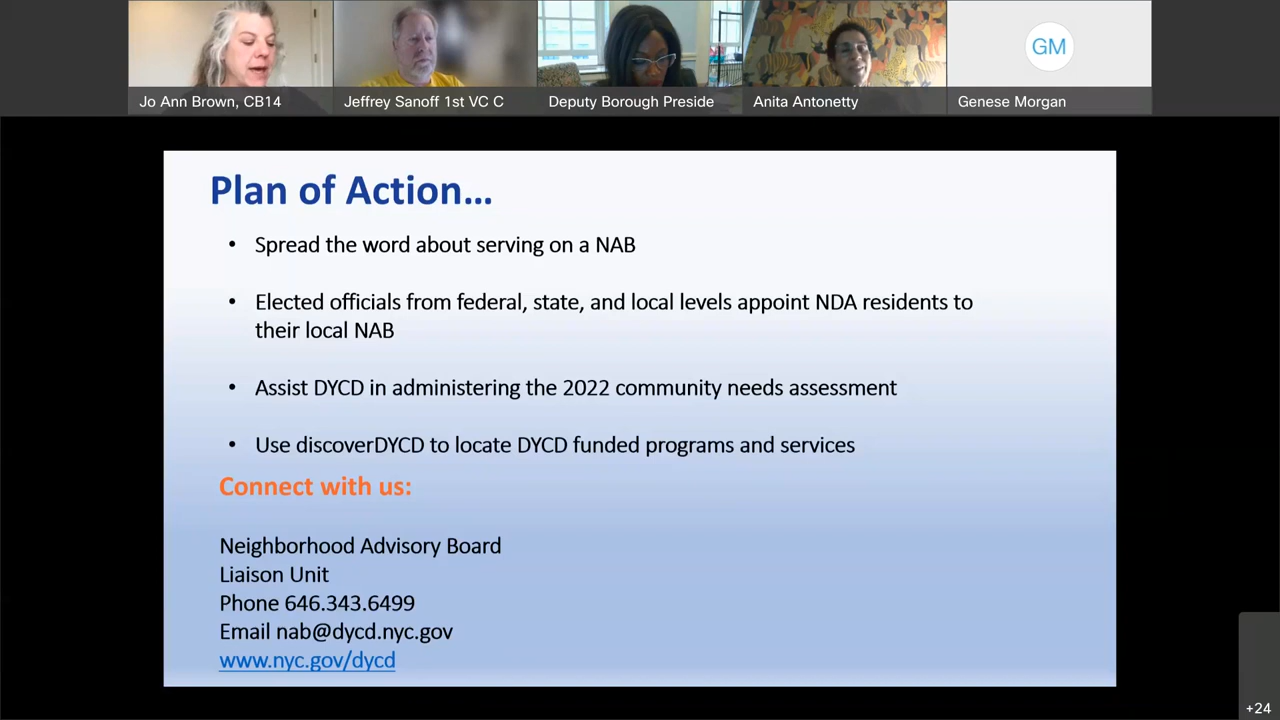 GM
Jo Ann Brown, CB14
Jeffrey Sanoff 1st VC C
Deputy Borough Preside
Anita Antonetty
Genese Morgan
Plan of Action...
• Spread the word about serving on a NAB
• Elected officials from federal, state, and local levels appoint NDA residents to
their local NAB
• Assist DYCD in administering the 2022 community needs assessment
• Use discoverDYCD to locate DYCD funded programs and services
Connect with us:
Neighborhood Advisory Board
Liaison Unit
Phone 646.343.6499
Email nab@dycd.nyc.gov
www.nyc.gov/dycd
+24